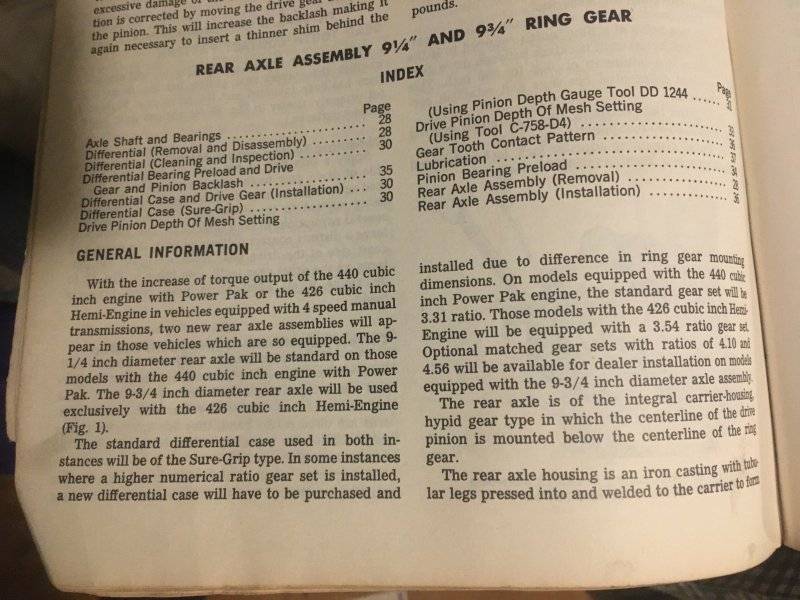 excessive damage of the
tion is corrected by moving the drive gear
the pinion. This will increase the backlash making it
again necessary to insert a thinner shim behind the
pounds.
REAR AXLE ASSEMBLY 9¼″ AND 9¾″ RING GEAR
INDEX
Page
Axle Shaft and Bearings .......................... 28
Differential (Removal and Disassembly) ......... 28
Differential (Cleaning and Inspection) .......... 30
Differential Bearing Preload and Drive
Gear and Pinion Backlash ..................... 35
Differential Case and Drive Gear (Installation) ... 30
Differential Case (Sure-Grip) .................... 30
Drive Pinion Depth Of Mesh Setting
Page
(Using Pinion Depth Gauge Tool DD 1244 ......
Drive Pinion Depth Of Mesh Setting
(Using Tool C-758-D4) .......................
Gear Tooth Contact Pattern ................... 36
Lubrication .................................. 37
Pinion Bearing Preload ....................... 34
Rear Axle Assembly (Removal) ................. 28
Rear Axle Assembly (Installation) ............ 36
GENERAL INFORMATION
With the increase of torque output of the 440 cubic
inch engine with Power Pak or the 426 cubic inch
Hemi-Engine in vehicles equipped with 4 speed manual
transmissions, two new rear axle assemblies will ap-
pear in those vehicles which are so equipped. The 9-
1/4 inch diameter rear axle will be standard on those
models with the 440 cubic inch engine with Power
Pak. The 9-3/4 inch diameter rear axle will be used
exclusively with the 426 cubic inch Hemi-Engine
(Fig. 1).
The standard differential case used in both in-
stances will be of the Sure-Grip type. In some instances
where a higher numerical ratio gear set is installed,
a new differential case will have to be purchased and
installed due to difference in ring gear mounting
dimensions. On models equipped with the 440 cubic
inch Power Pak engine, the standard gear set will be
3.31 ratio. Those models with the 426 cubic inch Hemi-
Engine will be equipped with a 3.54 ratio gear set.
Optional matched gear sets with ratios of 4.10 and
4.56 will be available for dealer installation on models
equipped with the 9-3/4 inch diameter axle assembly.
The rear axle is of the integral carrier-housing,
hypid gear type in which the centerline of the drive
pinion is mounted below the centerline of the ring
gear.
The rear axle housing is an iron casting with tubu-
lar legs pressed into and welded to the carrier to form